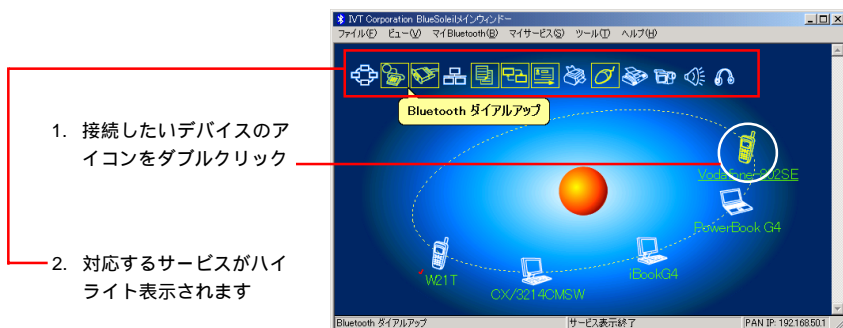 IVT Corporation BlueSoleilメインウィンドー
ファイル(F) ビュー(V) マイBluetooth(B) マイサービス(S) ツール(T) ヘルプ(H)
Bluetooth ダイアルアップ
1. 接続したいデバイスのア
イコンをダブルクリック
Vodafone 802SE
PowerBook G4
iBookG4
CX/3214CMSW
W21T
2. 対応するサービスがハイ
ライト表示されます
Bluetooth ダイアルアップ サービス表示終了 PAN IP: 192.168.50.1